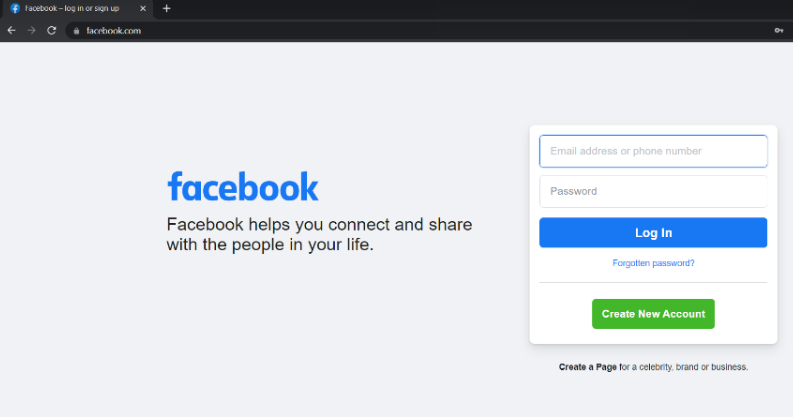 Facebook – log in or sign up
facebook.com
facebook
Facebook helps you connect and share
with the people in your life.
Email address or phone number
Password
Log In
Forgotten password?
Create New Account
Create a Page for a celebrity, brand or business.